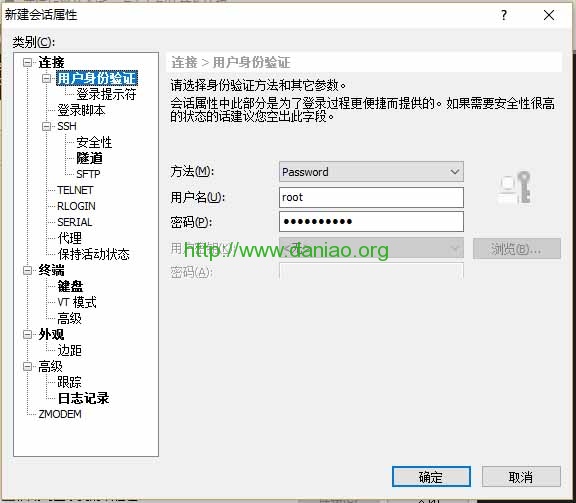 新建会话属性
?
类别(C):
连接
用户身份验证
登录提示符
登录脚本
SSH
安全性
隧道
SFTP
TELNET
RLOGIN
SERIAL
代理
保持活动状态
终端
键盘
VT 模式
高级
外观
边距
高级
跟踪
日志记录
ZMODEM
连接 > 用户身份验证
请选择身份验证方法和其它参数。
会话属性中此部分是为了登录过程更便捷而提供的。如果需要安全性很高
的状态的话建议您空出此字段。
方法(M):
Password
用户名(U):
root
密码(P):
●●●●●●●●●●
http://www.daniao.org
浏览(B)...
密码(A):
确定
取消